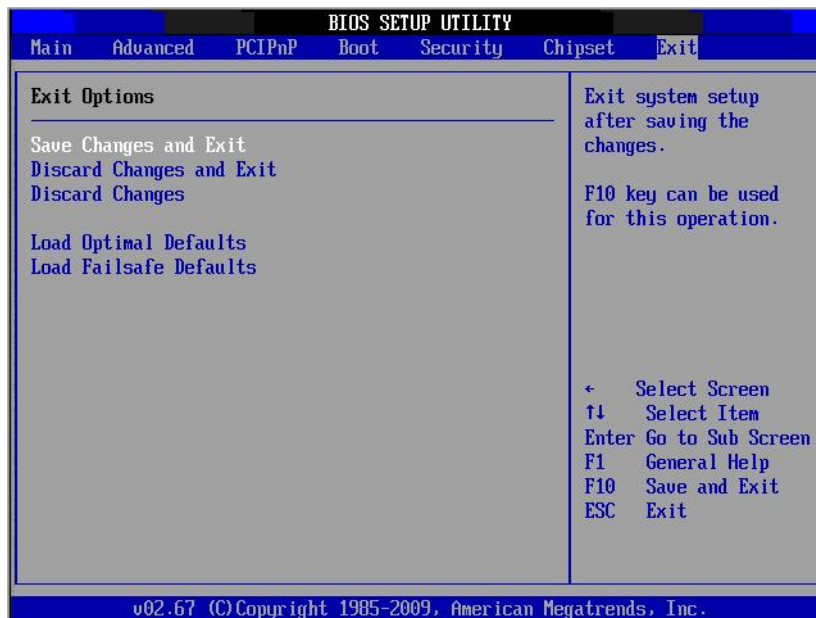 BIOS SETUP UTILITY
Main Advanced PCIPnP Boot Security Chipset Exit
Exit Options
Save Changes and Exit
Discard Changes and Exit
Discard Changes
Load Optimal Defaults
Load Failsafe Defaults
Exit system setup
after saving the
changes.
F10 key can be used
for this operation.
← Select Screen
↑↓ Select Item
Enter Go to Sub Screen
F1 General Help
F10 Save and Exit
ESC Exit
v02.67 (C)Copyright 1985-2009, American Megatrends, Inc.